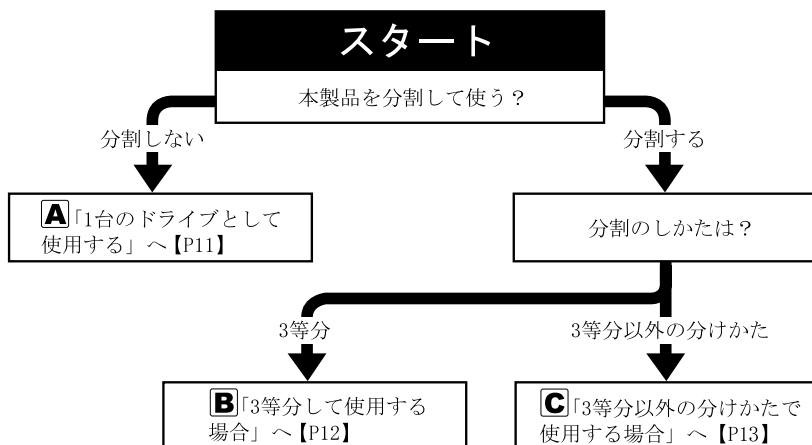 スタート
本製品を分割して使う？
分割しない
分割する
A「1台のドライブとして
使用する」へ【P11】
分割のしかたは？
3等分
3等分以外の分けかた
B「3等分して使用する
場合」へ【P12】
C「3等分以外の分けかたで
使用する場合」へ【P13】